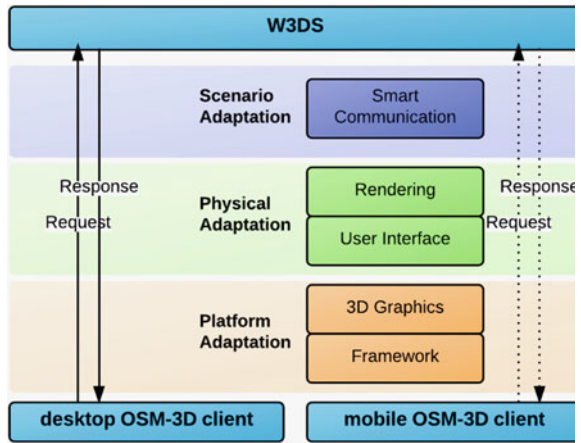 W3DS
Scenario
Adaptation
Smart
Communication
Response
Request
Physical
Adaptation
Rendering
User Interface
Response
Request
Platform
Adaptation
3D Graphics
Framework
desktop OSM-3D client
mobile OSM-3D client